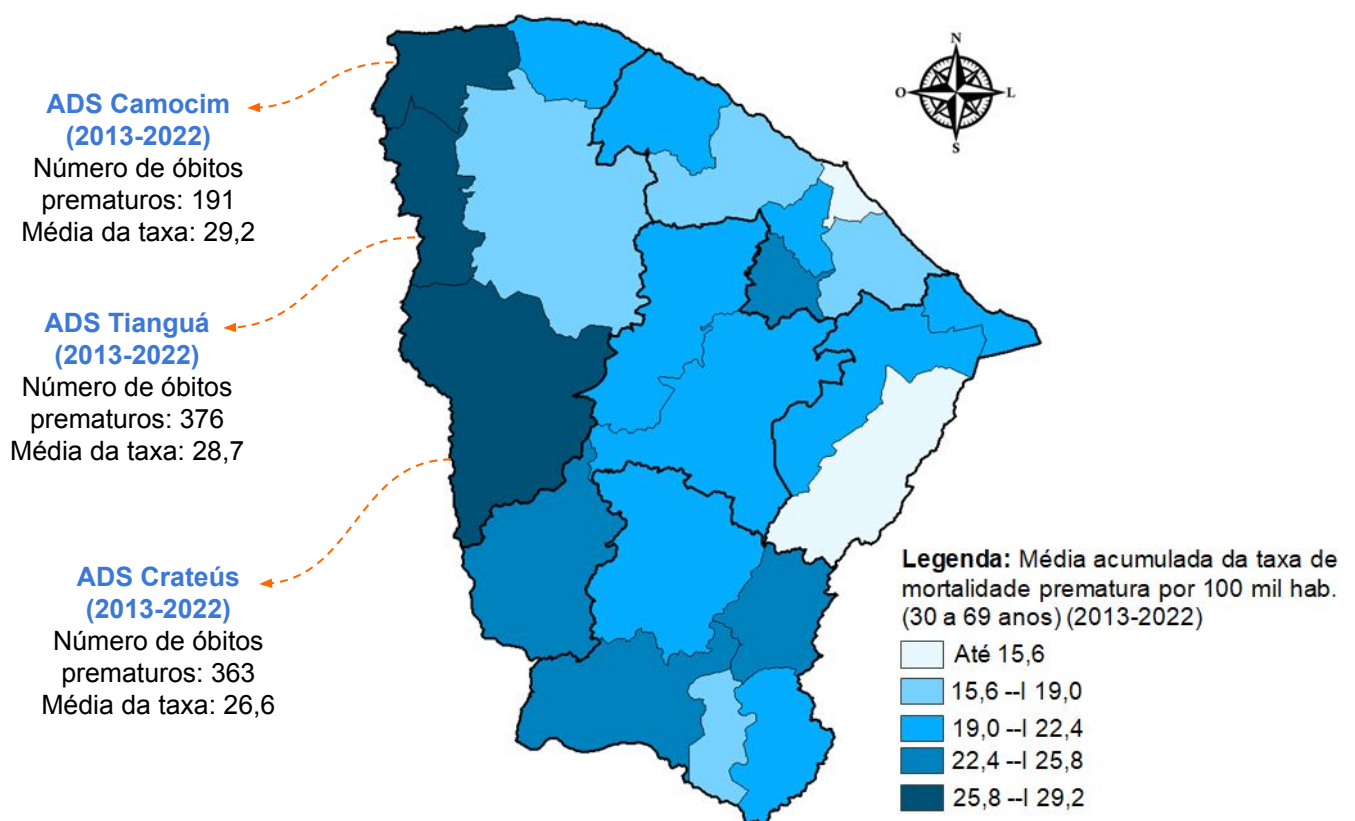 ADS Camocim
(2013-2022)
Número de óbitos
prematuros: 191
Média da taxa: 29,2
ADS Tianguá
(2013-2022)
Número de óbitos
prematuros: 376
Média da taxa: 28,7
ADS Crateús
(2013-2022)
Número de óbitos
prematuros: 363
Média da taxa: 26,6
N
O
L
S
Legenda: Média acumulada da taxa de
mortalidade prematura por 100 mil hab.
(30 a 69 anos) (2013-2022)
Até 15,6
15,6 --I 19,0
19,0 --I 22,4
22,4 --I 25,8
25,8 --I 29,2